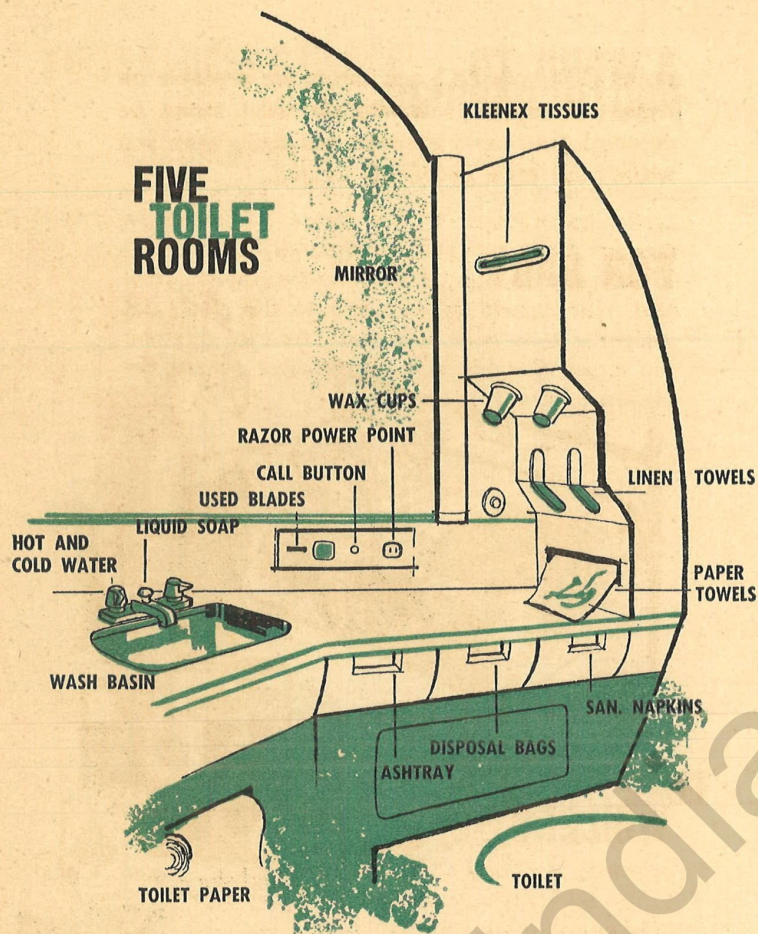 KLEENEX TISSUES
FIVE
TOILET
ROOMS
MIRROR
WAX CUPS
RAZOR POWER POINT
CALL BUTTON
LINEN TOWELS
USED BLADES
LIQUID SOAP
HOT AND
COLD WATER
PAPER
TOWELS
WASH BASIN
SAN. NAPKINS
DISPOSAL BAGS
ASHTRAY
TOILET PAPER
TOILET
India